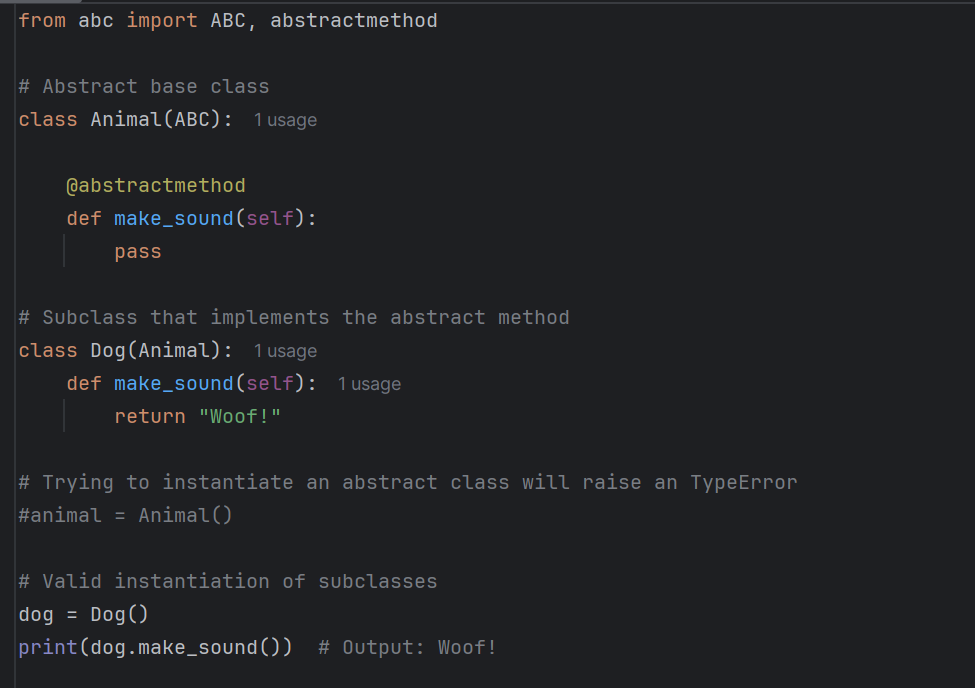 from abc import ABC, abstractmethod
# Abstract base class
class Animal(ABC): 1 usage
@abstractmethod
def make_sound(self):
pass
# Subclass that implements the abstract method
class Dog(Animal): 1 usage
def make_sound(self): 1 usage
return "Woof!"
# Trying to instantiate an abstract class will raise an TypeError
#animal = Animal()
# Valid instantiation of subclasses
dog = Dog()
print(dog.make_sound()) # Output: Woof!